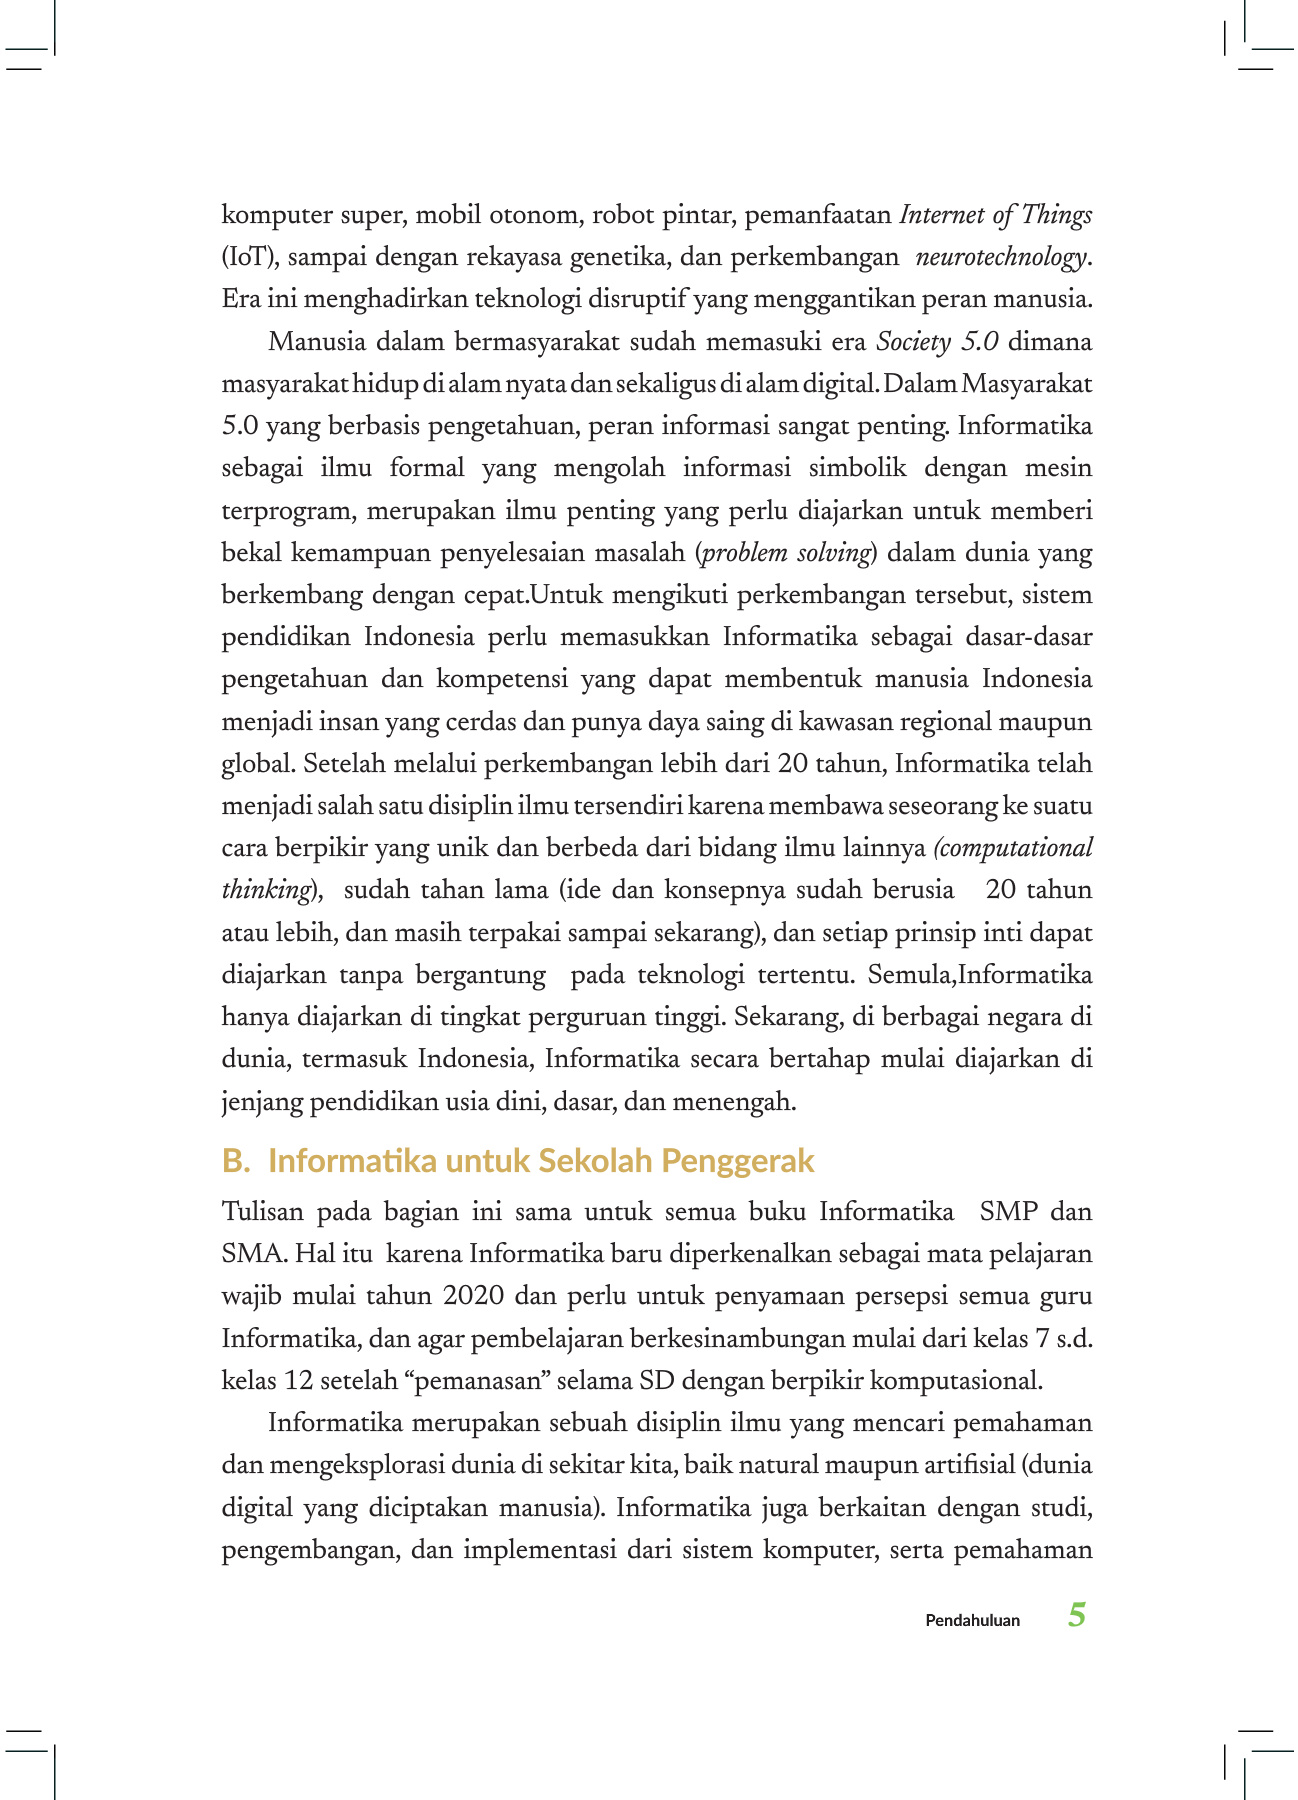 komputer super, mobil otonom, robot pintar, pemanfaatan Internet of Things
(IoT), sampai dengan rekayasa genetika, dan perkembangan neurotechnology.
Era ini menghadirkan teknologi disruptif yang menggantikan peran manusia.
Manusia dalam bermasyarakat sudah memasuki era Society 5.0 dimana
masyarakat hidup di alam nyata dan sekaligus di alam digital. Dalam Masyarakat
5.0 yang berbasis pengetahuan, peran informasi sangat penting. Informatika
sebagai ilmu formal yang mengolah informasi simbolik dengan mesin
terprogram, merupakan ilmu penting yang perlu diajarkan untuk memberi
bekal kemampuan penyelesaian masalah (problem solving) dalam dunia yang
berkembang dengan cepat.Untuk mengikuti perkembangan tersebut, sistem
pendidikan Indonesia perlu memasukkan Informatika sebagai dasar-dasar
pengetahuan dan kompetensi yang dapat membentuk manusia Indonesia
menjadi insan yang cerdas dan punya daya saing di kawasan regional maupun
global. Setelah melalui perkembangan lebih dari 20 tahun, Informatika telah
menjadi salah satu disiplin ilmu tersendiri karena membawa seseorang ke suatu
cara berpikir yang unik dan berbeda dari bidang ilmu lainnya (computational
thinking), sudah tahan lama (ide dan konsepnya sudah berusia 20 tahun
atau lebih, dan masih terpakai sampai sekarang), dan setiap prinsip inti dapat
diajarkan tanpa bergantung pada teknologi tertentu. Semula,Informatika
hanya diajarkan di tingkat perguruan tinggi. Sekarang, di berbagai negara di
dunia, termasuk Indonesia, Informatika secara bertahap mulai diajarkan di
jenjang pendidikan usia dini, dasar, dan menengah.
B. Informatika untuk Sekolah Penggerak
Tulisan pada bagian ini sama untuk semua buku Informatika SMP dan
SMA. Hal itu karena Informatika baru diperkenalkan sebagai mata pelajaran
wajib mulai tahun 2020 dan perlu untuk penyamaan persepsi semua guru
Informatika, dan agar pembelajaran berkesinambungan mulai dari kelas 7 s.d.
kelas 12 setelah “pemanasan” selama SD dengan berpikir komputasional.
Informatika merupakan sebuah disiplin ilmu yang mencari pemahaman
dan mengeksplorasi dunia di sekitar kita, baik natural maupun artifisial (dunia
digital yang diciptakan manusia). Informatika juga berkaitan dengan studi,
pengembangan, dan implementasi dari sistem komputer, serta pemahaman
Pendahuluan 5